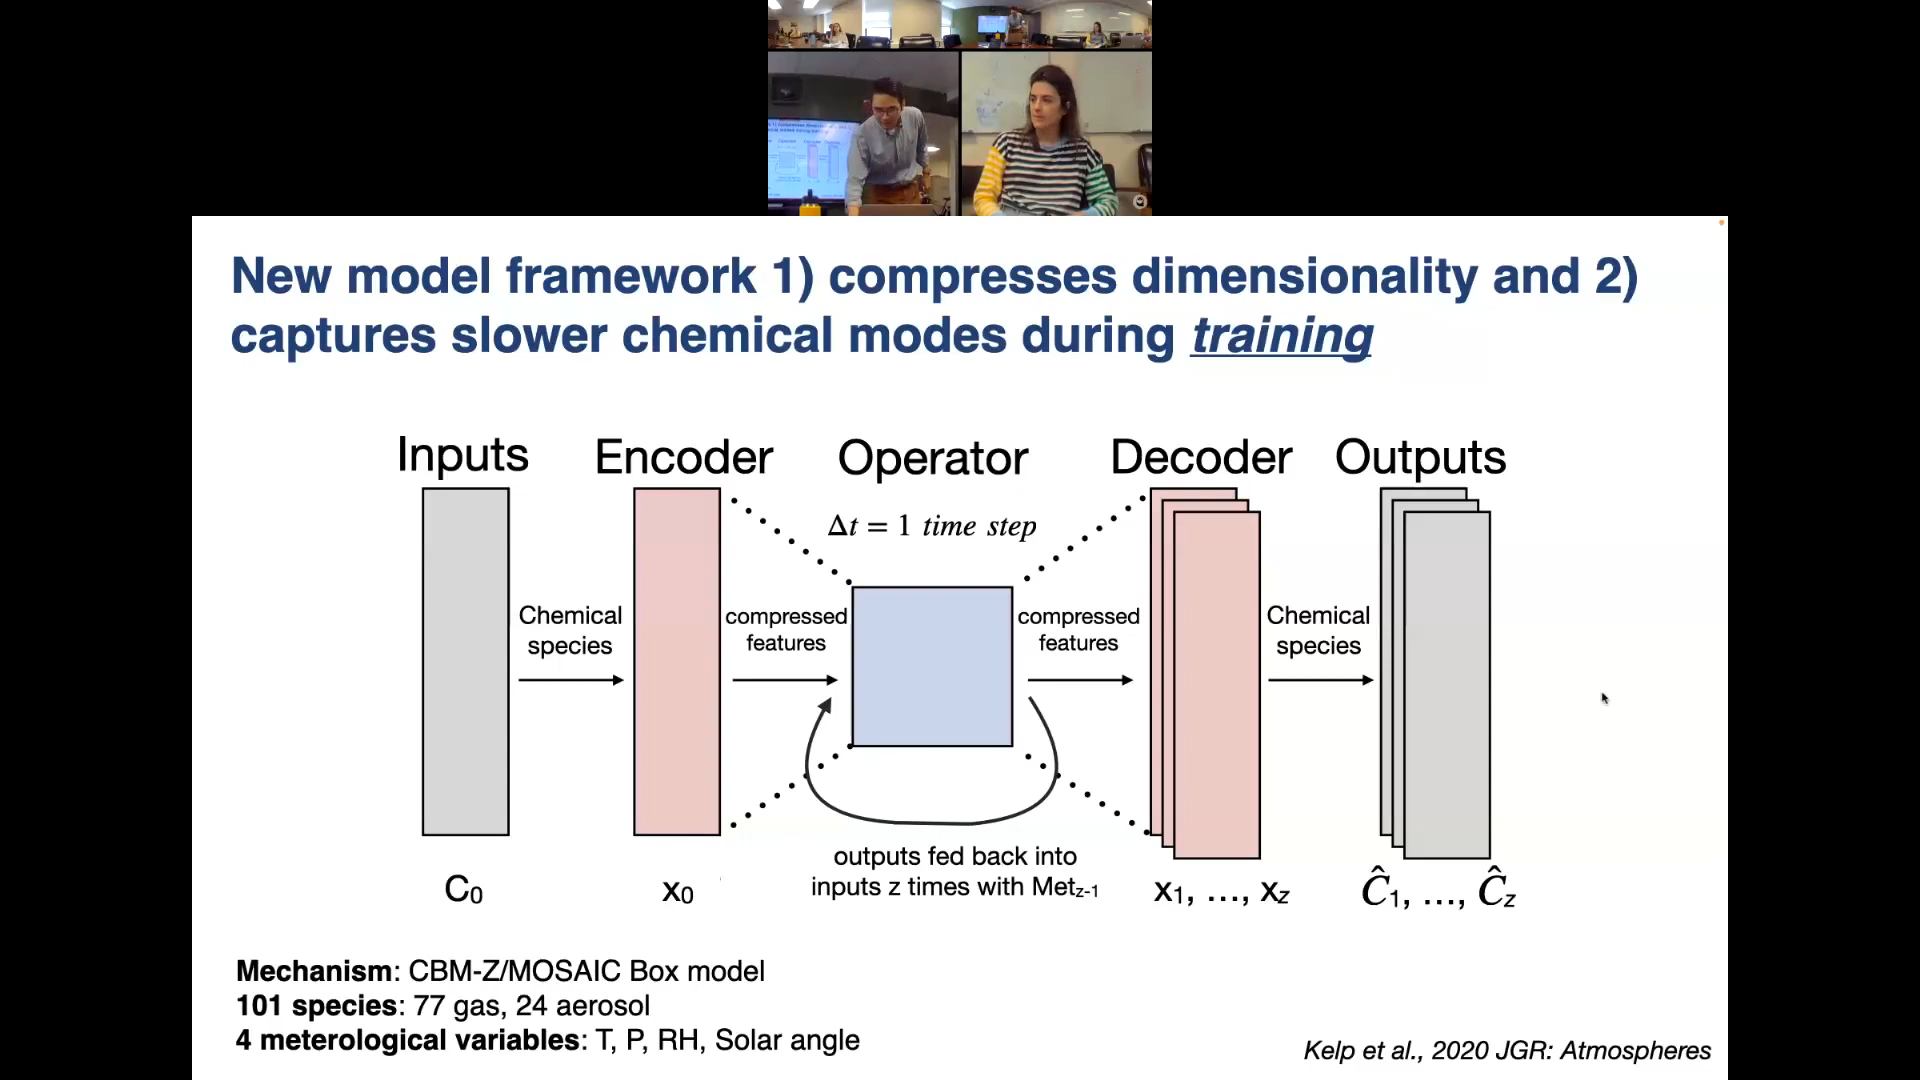 New model framework 1) compresses dimensionality and 2)
captures slower chemical modes during training
Inputs
Encoder
Operator
Decoder
Outputs
Δt = 1 time step
Chemical
species
compressed
features
compressed
features
Chemical
species
outputs fed back into
inputs z times with Met_{z-1}
C₀
x₀
x₁, ..., x_z
Ĉ₁, ..., Ĉ_z
Mechanism: CBM-Z/MOSAIC Box model
101 species: 77 gas, 24 aerosol
4 meterological variables: T, P, RH, Solar angle
Kelp et al., 2020 JGR: Atmospheres